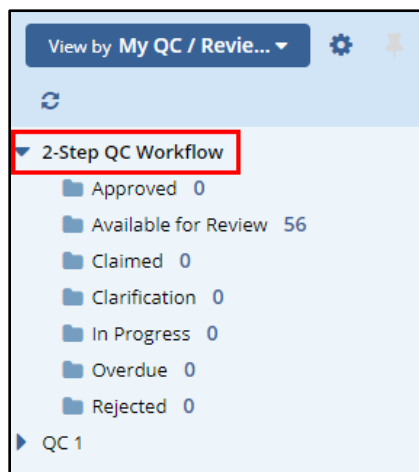 View by My QC / Revie...
2-Step QC Workflow
Approved 0
Available for Review 56
Claimed 0
Clarification 0
In Progress 0
Overdue 0
Rejected 0
QC 1